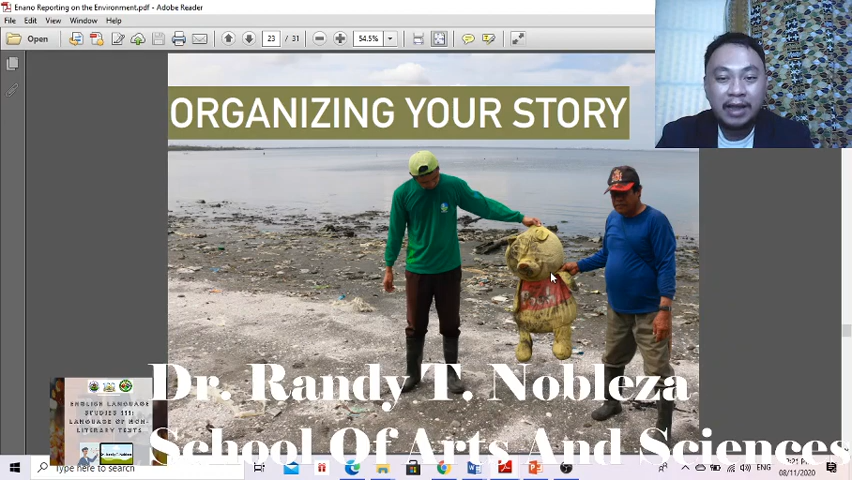 Enano Reporting on the Environment.pdf - Adobe Reader
File Edit View Window Help
Open 23 / 31 54.5%
ORGANIZING YOUR STORY
Dr. Randy T. Nobleza
School Of Arts And Sciences
ENGLISH LANGUAGE
STUDIES 111:
LANGUAGE OF NON-
LITERARY TEXTS
Type here to search
ENG
08/11/2020